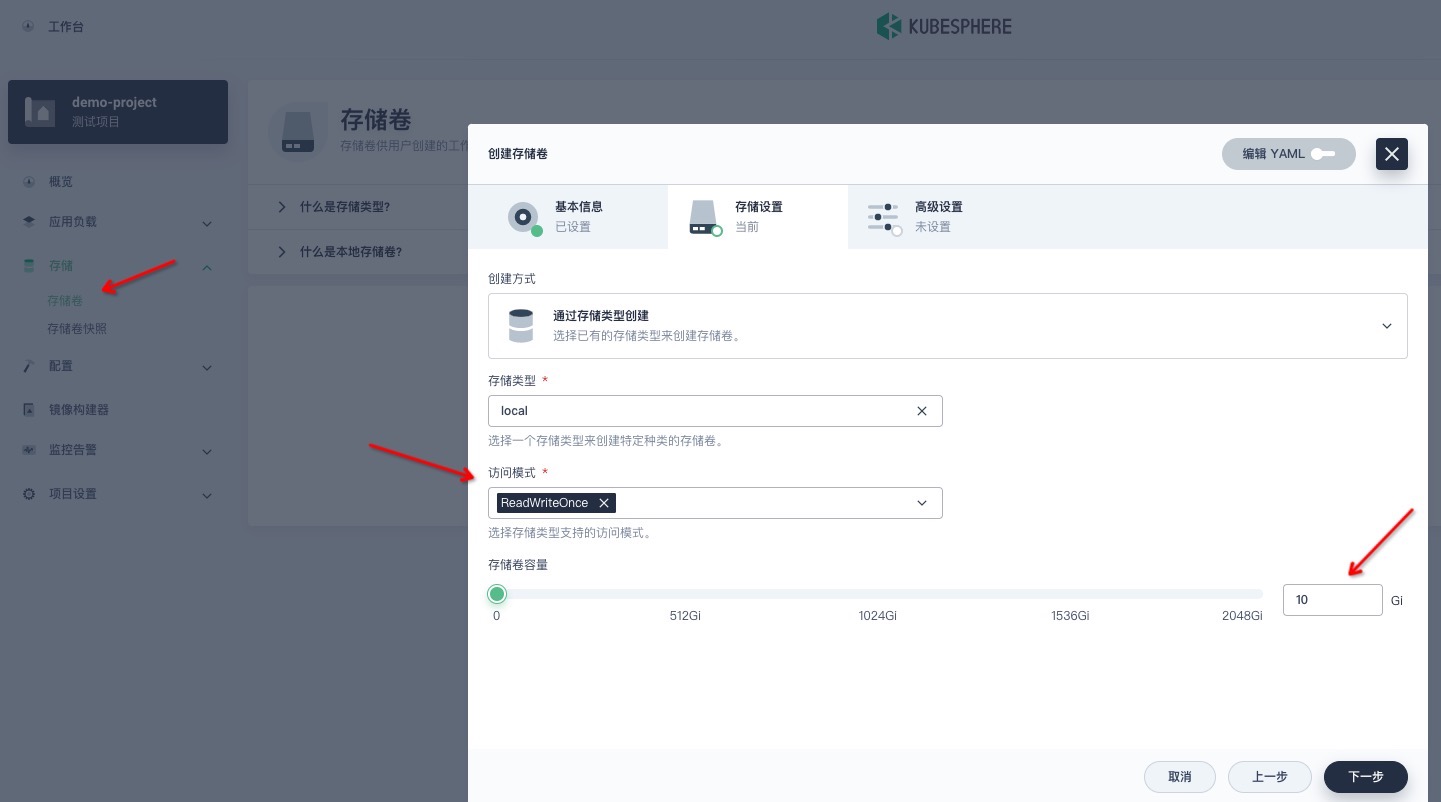 工作台
KUBESPHERE
demo-project
测试项目
概览
应用负载
存储
存储卷
存储卷快照
配置
镜像构建器
监控告警
项目设置
存储卷
存储卷供用户创建的工作
什么是存储类型?
什么是本地存储卷?
创建存储卷
编辑 YAML
基本信息
已设置
存储设置
当前
高级设置
未设置
创建方式
通过存储类型创建
选择已有的存储类型来创建存储卷。
存储类型 *
local
选择一个存储类型来创建特定种类的存储卷。
访问模式 *
ReadWriteOnce
选择存储类型支持的访问模式。
存储卷容量
0 512Gi 1024Gi 1536Gi 2048Gi
10 Gi
取消 上一步 下一步